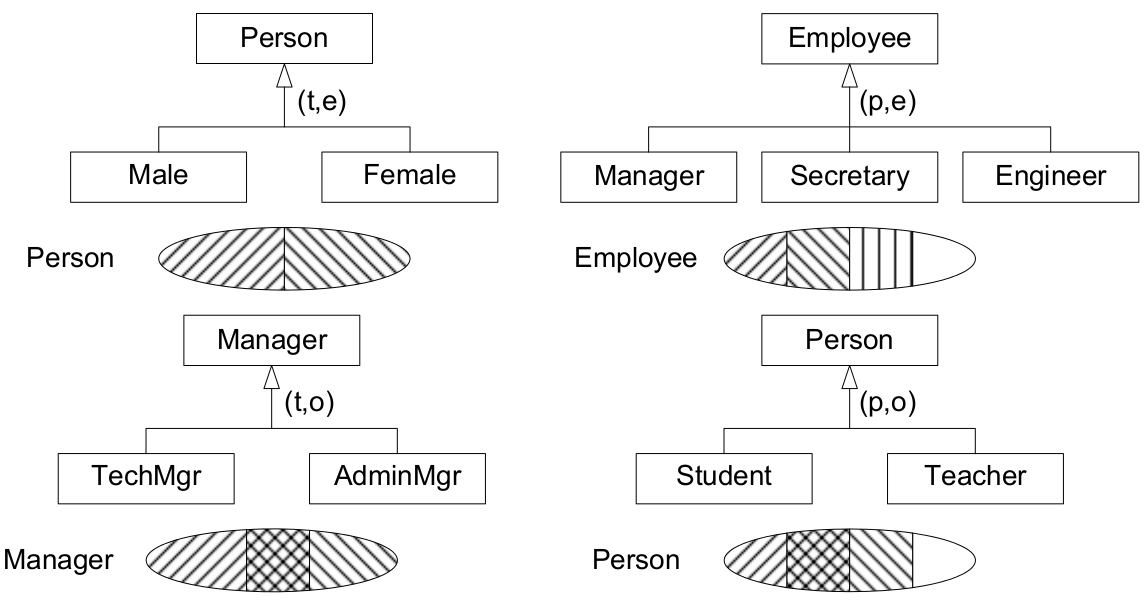 Person
(t,e)
Male
Female
Person
Employee
(p,e)
Manager
Secretary
Engineer
Employee
Manager
(t,o)
TechMgr
AdminMgr
Manager
Person
(p,o)
Student
Teacher
Person